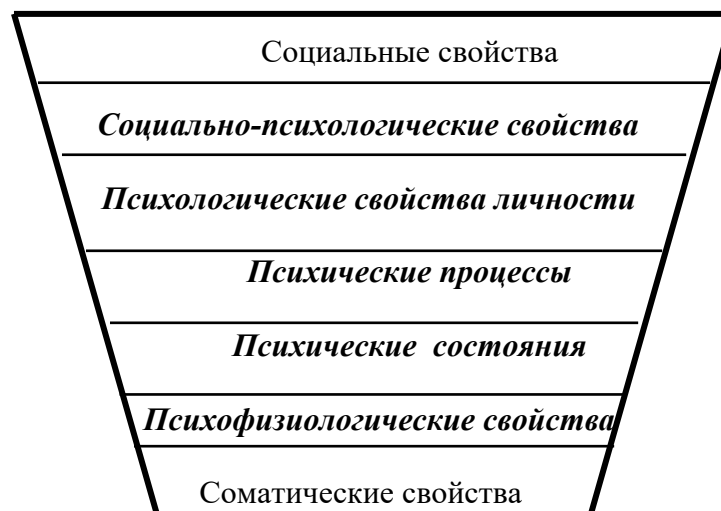 Социальные свойства
Социально-психологические свойства
Психологические свойства личности
Психические процессы
Психические состояния
Психофизиологические свойства
Соматические свойства